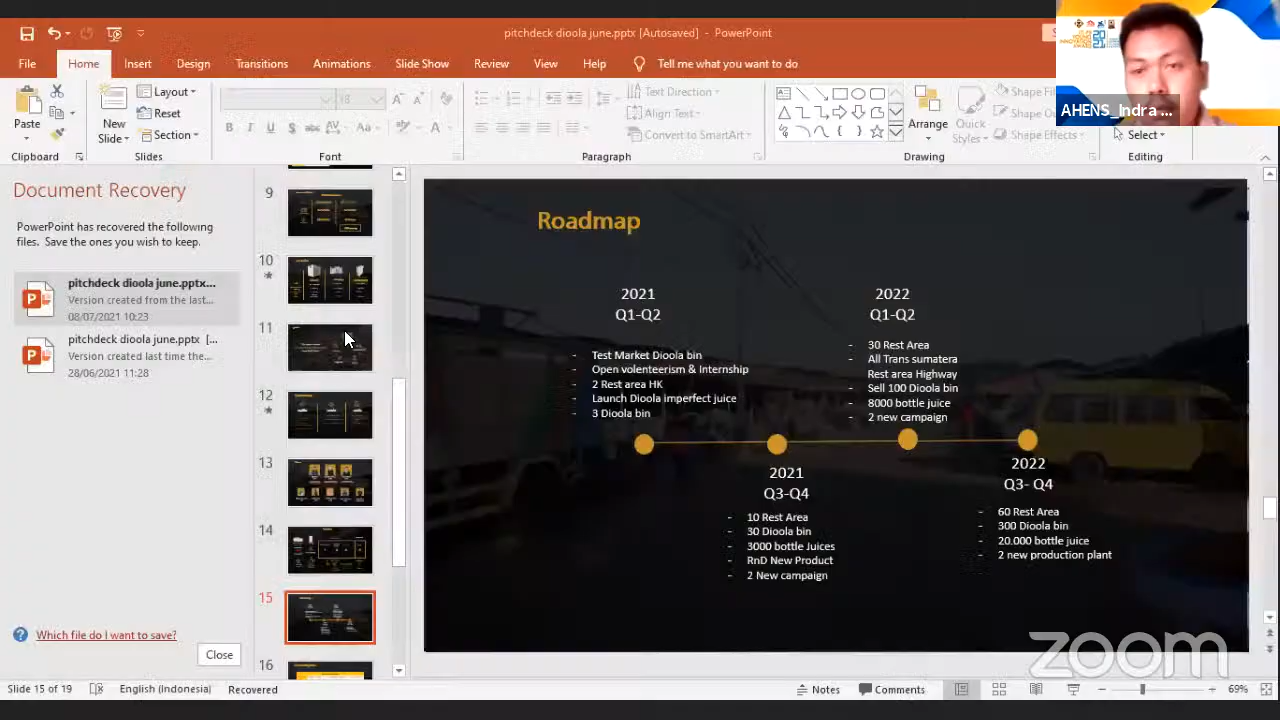 pitchdeck dioola june.pptx [Autosaved] - PowerPoint
File Home Insert Design Transitions Animations Slide Show Review View Help Tell me what you want to do
Paste
Clipboard
New
Slide
Layout
Reset
Section
Slides
18
B I U S abc AV
Aa
Font
Text Direction
Align Text
Convert to SmartArt
Paragraph
Arrange
Quick
Styles
Shape Fi
Shape Ou
Shape Effects
Drawing
Select
Editing
AHENS_Indra ...
2021
Document Recovery
PowerPoint has recovered the following
files. Save the ones you wish to keep.
pitchdeck dioola june.pptx...
Version created from the last...
08/07/2021 10:23
pitchdeck dioola june.pptx [...
Version created last time the...
28/06/2021 11:28
Which file do I want to save?
Close
9
10
11
12
13
14
15
16
Roadmap
2021
Q1-Q2
- Test Market Dioola bin
- Open volenteerism & Internship
- 2 Rest area HK
- Launch Dioola imperfect juice
- 3 Dioola bin
2022
Q1-Q2
- 30 Rest Area
- All Trans sumatera
Rest area Highway
- Sell 100 Dioola bin
- 8000 bottle juice
- 2 new campaign
2021
Q3-Q4
- 10 Rest Area
- 30 Dioola bin
- 3000 bottle Juices
- RnD New Product
- 2 New campaign
2022
Q3- Q4
- 60 Rest Area
- 300 Dioola bin
- 20.000 bottle juice
- 2 new production plant
zoom
Slide 15 of 19 English (Indonesia) Recovered Notes Comments 69%